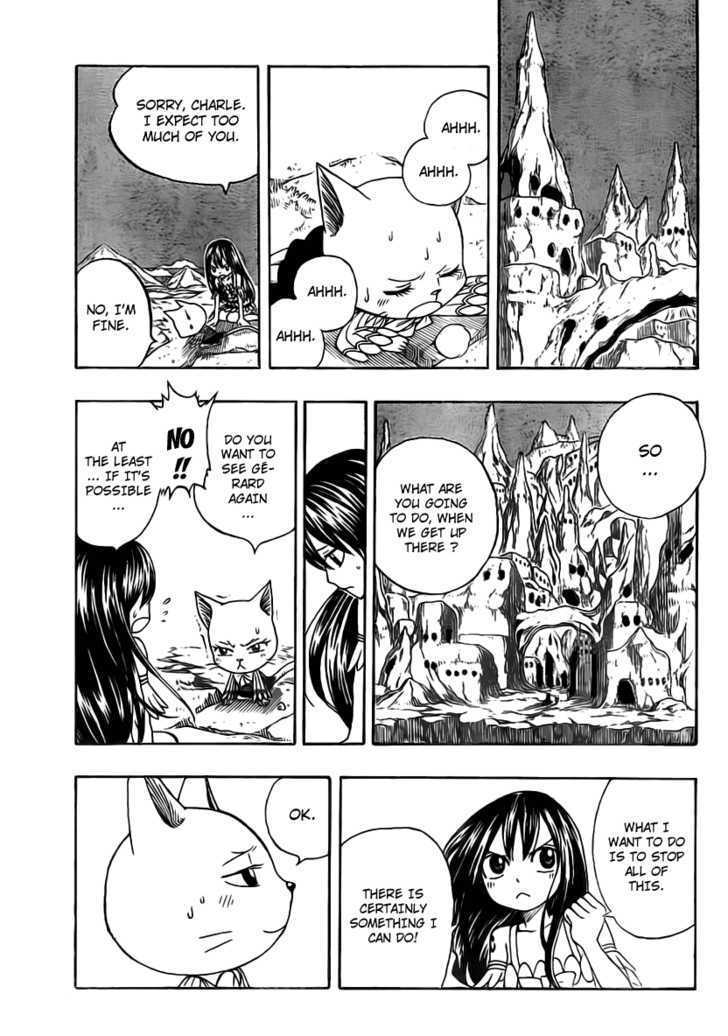 AHHH.
AHHH.
AHHH.
AHHH.
SORRY, CHARLE.
I EXPECT TOO
MUCH OF YOU.
NO, I'M
FINE.
SO
...
WHAT ARE
YOU GOING
TO DO, WHEN
WE GET UP
THERE ?
DO YOU
WANT TO
SEE GÉ-
RARD
AGAIN
...
NO
!!
AT
THE LEAST
... IF IT'S
POSSIBLE
...
WHAT I
WANT TO DO
IS TO STOP
ALL OF
THIS.
THERE IS
CERTAINLY
SOMETHING I
CAN DO!
OK.